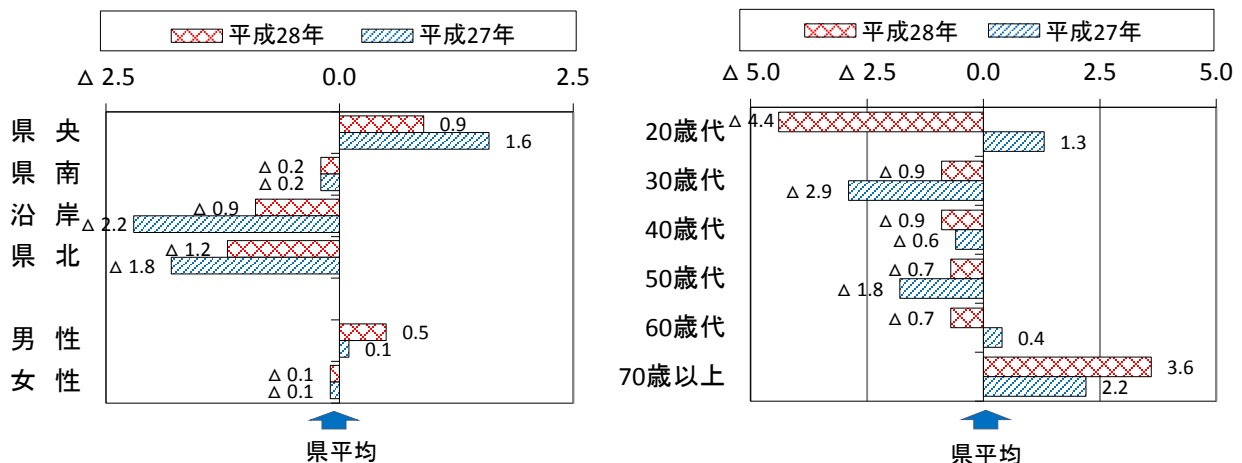 平成28年 平成27年
△ 2.5 0.0 2.5
県 央 0.9
1.6
県 南 △ 0.2
△ 0.2
沿 岸 △ 0.9
△ 2.2
県 北 △ 1.2
△ 1.8
男 性 0.5
0.1
女 性 △ 0.1
△ 0.1
県平均
平成28年 平成27年
△ 5.0 △ 2.5 0.0 2.5 5.0
20歳代 △ 4.4
1.3
30歳代 △ 0.9
△ 2.9
40歳代 △ 0.9
△ 0.6
50歳代 △ 0.7
△ 1.8
60歳代 △ 0.7
0.4
70歳以上 3.6
2.2
県平均